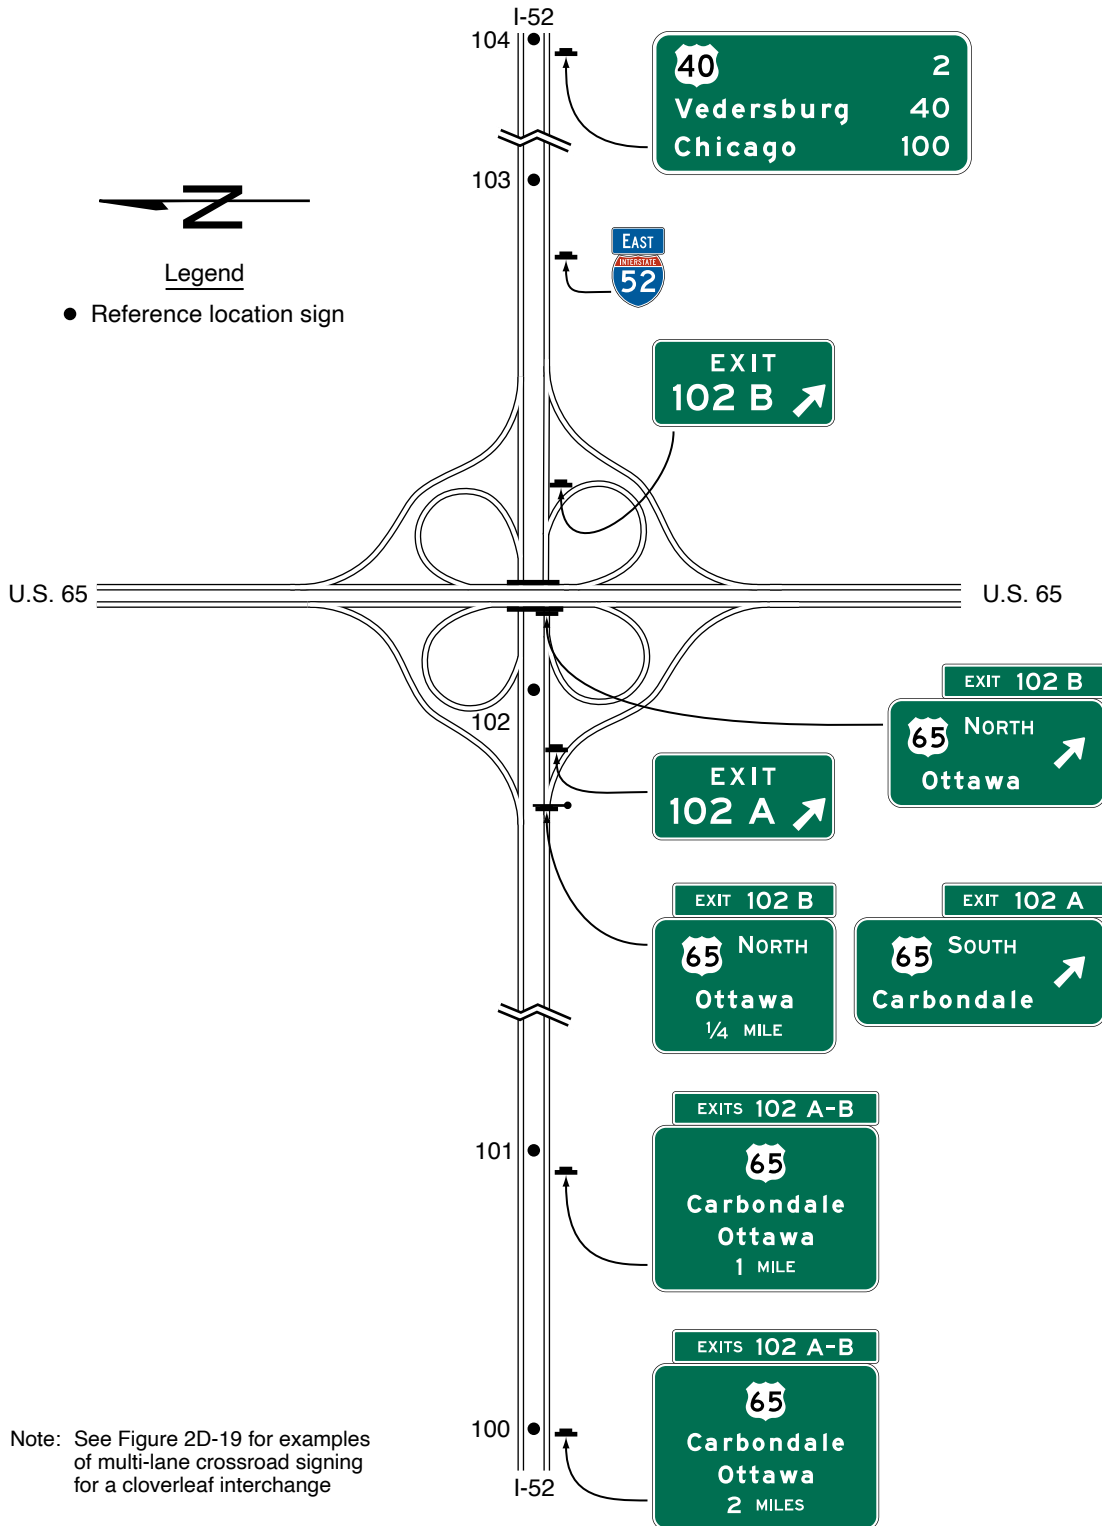 I-52
104
40 2
Vedersburg 40
Chicago 100
103
N
Legend
Reference location sign
EAST
INTERSTATE
52
EXIT
102 B
U.S. 65
U.S. 65
EXIT 102 B
65 NORTH
Ottawa
102
EXIT
102 A
EXIT 102 B
65 NORTH
Ottawa
1/4 MILE
EXIT 102 A
65 SOUTH
Carbondale
101
EXITS 102 A-B
65
Carbondale
Ottawa
1 MILE
EXITS 102 A-B
65
Carbondale
Ottawa
2 MILES
100
I-52
Note: See Figure 2D-19 for examples
of multi-lane crossroad signing
for a cloverleaf interchange